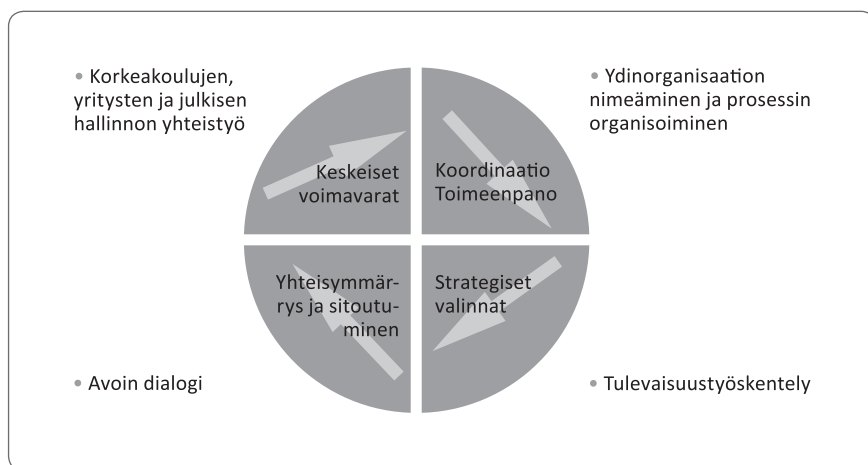 • Korkeakoulujen,
yritysten ja julkisen
hallinnon yhteistyö
• Ydinorganisaation
nimeäminen ja prosessin
organisoiminen
Keskeiset
voimavarat
Koordinaatio
Toimeenpano
Yhteisymmär-
rys ja sitoutu-
minen
Strategiset
valinnat
• Avoin dialogi
• Tulevaisuustyöskentely